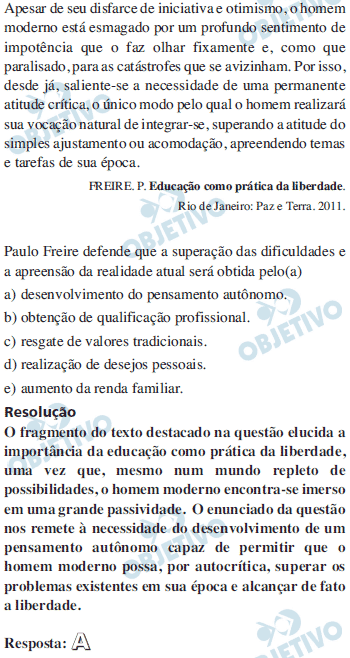 Apesar de seu disfarce de iniciativa e otimismo, o homem
moderno está esmagado por um profundo sentimento de
impotência que o faz olhar fixamente e, como que
paralisado, para as catástrofes que se avizinham. Por isso,
desde já, saliente-se a necessidade de uma permanente
atitude crítica, o único modo pelo qual o homem realizará
sua vocação natural de integrar-se, superando a atitude do
simples ajustamento ou acomodação, apreendendo temas
e tarefas de sua época.
FREIRE. P. Educação como prática da liberdade.
Rio de Janeiro: Paz e Terra. 2011.
Paulo Freire defende que a superação das dificuldades e
a apreensão da realidade atual será obtida pelo(a)
a) desenvolvimento do pensamento autônomo.
b) obtenção de qualificação profissional.
c) resgate de valores tradicionais.
d) realização de desejos pessoais.
e) aumento da renda familiar.
Resolução
O fragmento do texto destacado na questão elucida a
importância da educação como prática da liberdade,
uma vez que, mesmo num mundo repleto de
possibilidades, o homem moderno encontra-se imerso
em uma grande passividade. O enunciado da questão
nos remete à necessidade do desenvolvimento de um
pensamento autônomo capaz de permitir que o
homem moderno possa, por autocrítica, superar os
problemas existentes em sua época e alcançar de fato
a liberdade.
Resposta: A
OBJETIVO
OBJETIVO
OBJETIVO
OBJETIVO
OBJETIVO
OBJETIVO
OBJETIVO